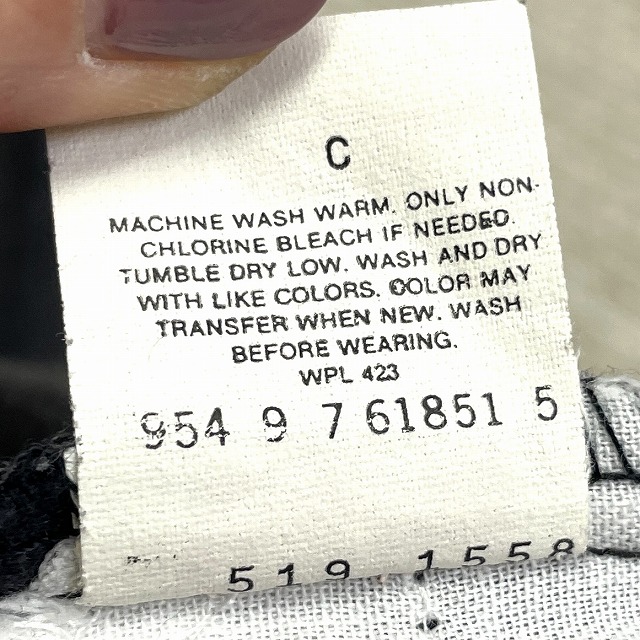 C
MACHINE WASH WARM. ONLY NON-
CHLORINE BLEACH IF NEEDED.
TUMBLE DRY LOW. WASH AND DRY
WITH LIKE COLORS. COLOR MAY
TRANSFER WHEN NEW. WASH
BEFORE WEARING.
WPL 423
954 9 7 61851 5
519 1558